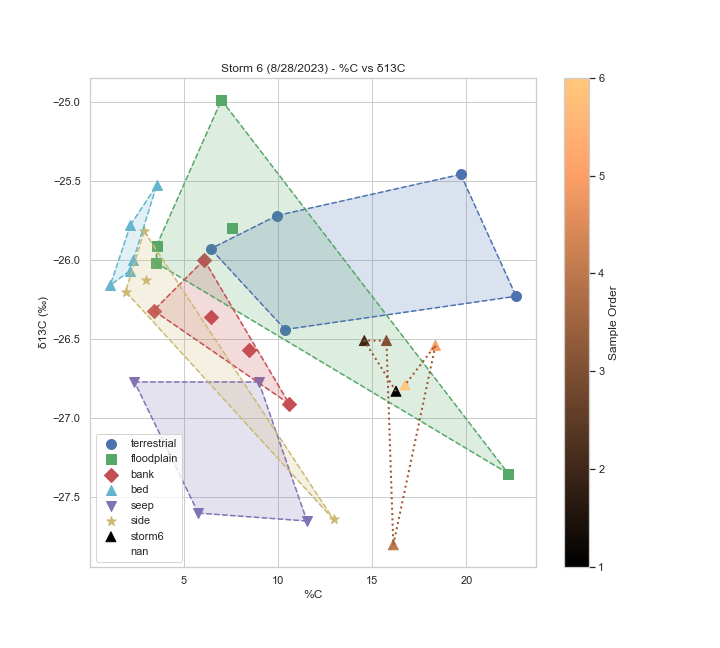 Storm 6 (8/28/2023) - %C vs δ13C
δ13C (‰)
−25.0
−25.5
−26.0
−26.5
−27.0
−27.5
5
10
15
20
%C
terrestrial
floodplain
bank
bed
seep
side
storm6
nan
6
5
4
3
2
1
Sample Order